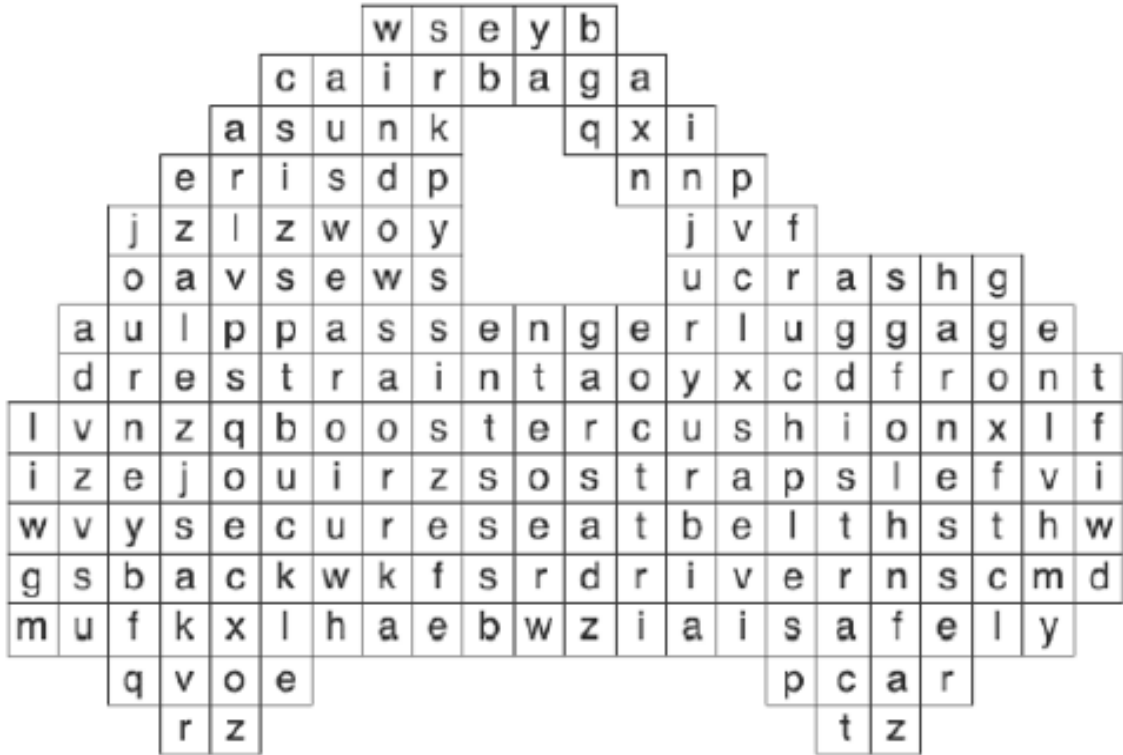 w s e y b
c a i r b a g a
a s u n k q x i
e r i s d p n n p
j z l z w o y j v f
o a v s e w s u c r a s h g
a u l p p a s s e n g e r l u g g a g e
d r e s t r a i n t a o y x c d f r o n t
l v n z q b o o s t e r c u s h i o n x l f
i z e j o u i r z s o s t r a p s l e f v i
w v y s e c u r e s e a t b e l t h s t h w
g s b a c k w k f s r d r i v e r n s c m d
m u f k x l h a e b w z i a i s a f e l y
q v o e p c a r
r z t z